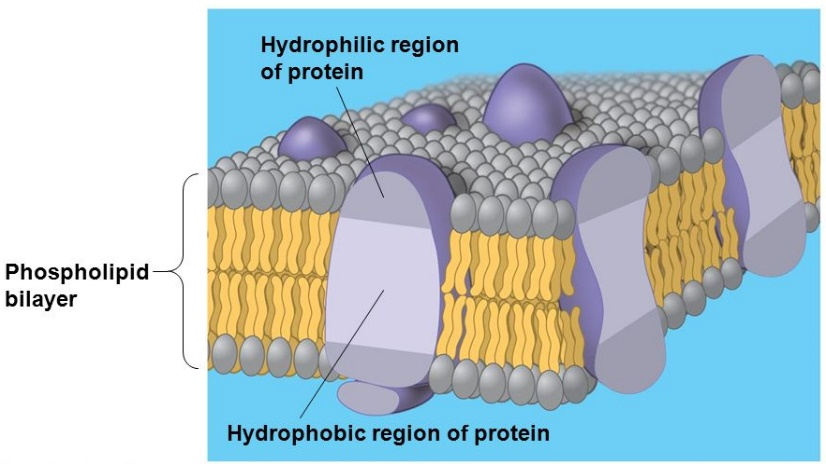 Hydrophilic region
of protein
Phospholipid
bilayer
Hydrophobic region of protein